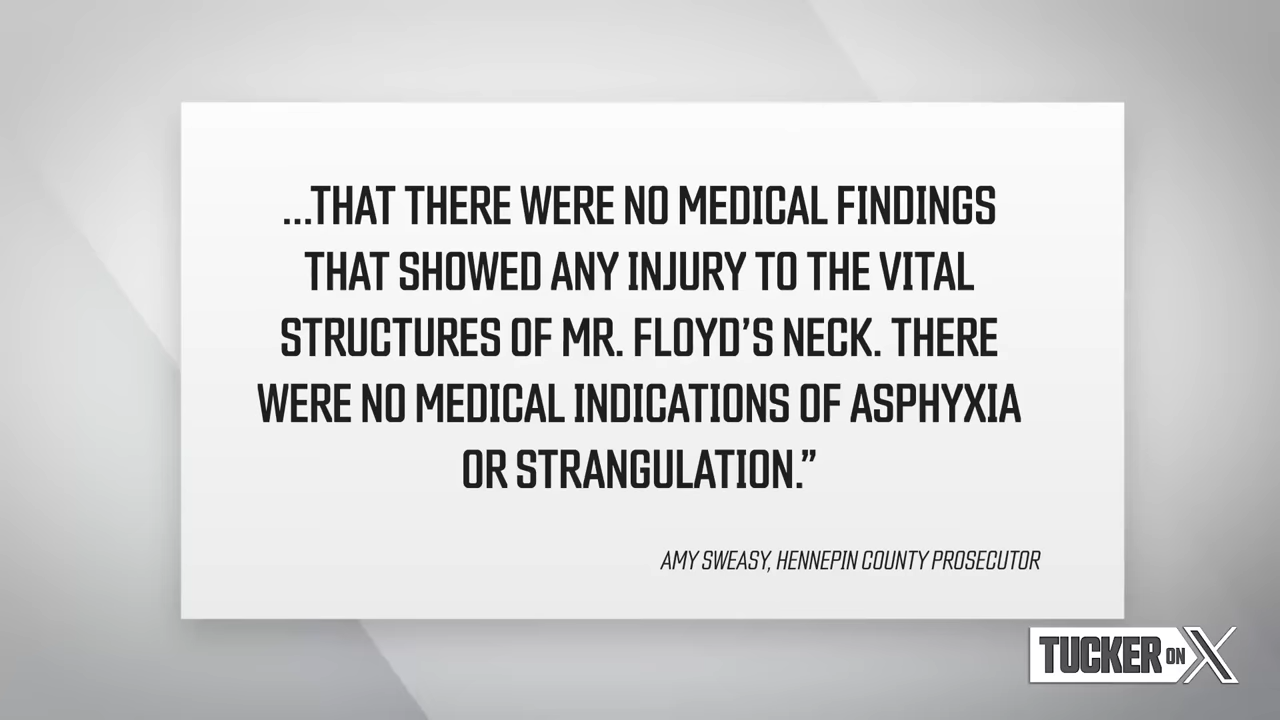 ...THAT THERE WERE NO MEDICAL FINDINGS
THAT SHOWED ANY INJURY TO THE VITAL
STRUCTURES OF MR. FLOYD’S NECK. THERE
WERE NO MEDICAL INDICATIONS OF ASPHYXIA
OR STRANGULATION.”
AMY SWEASY, HENNEPIN COUNTY PROSECUTOR
TUCKER ON X